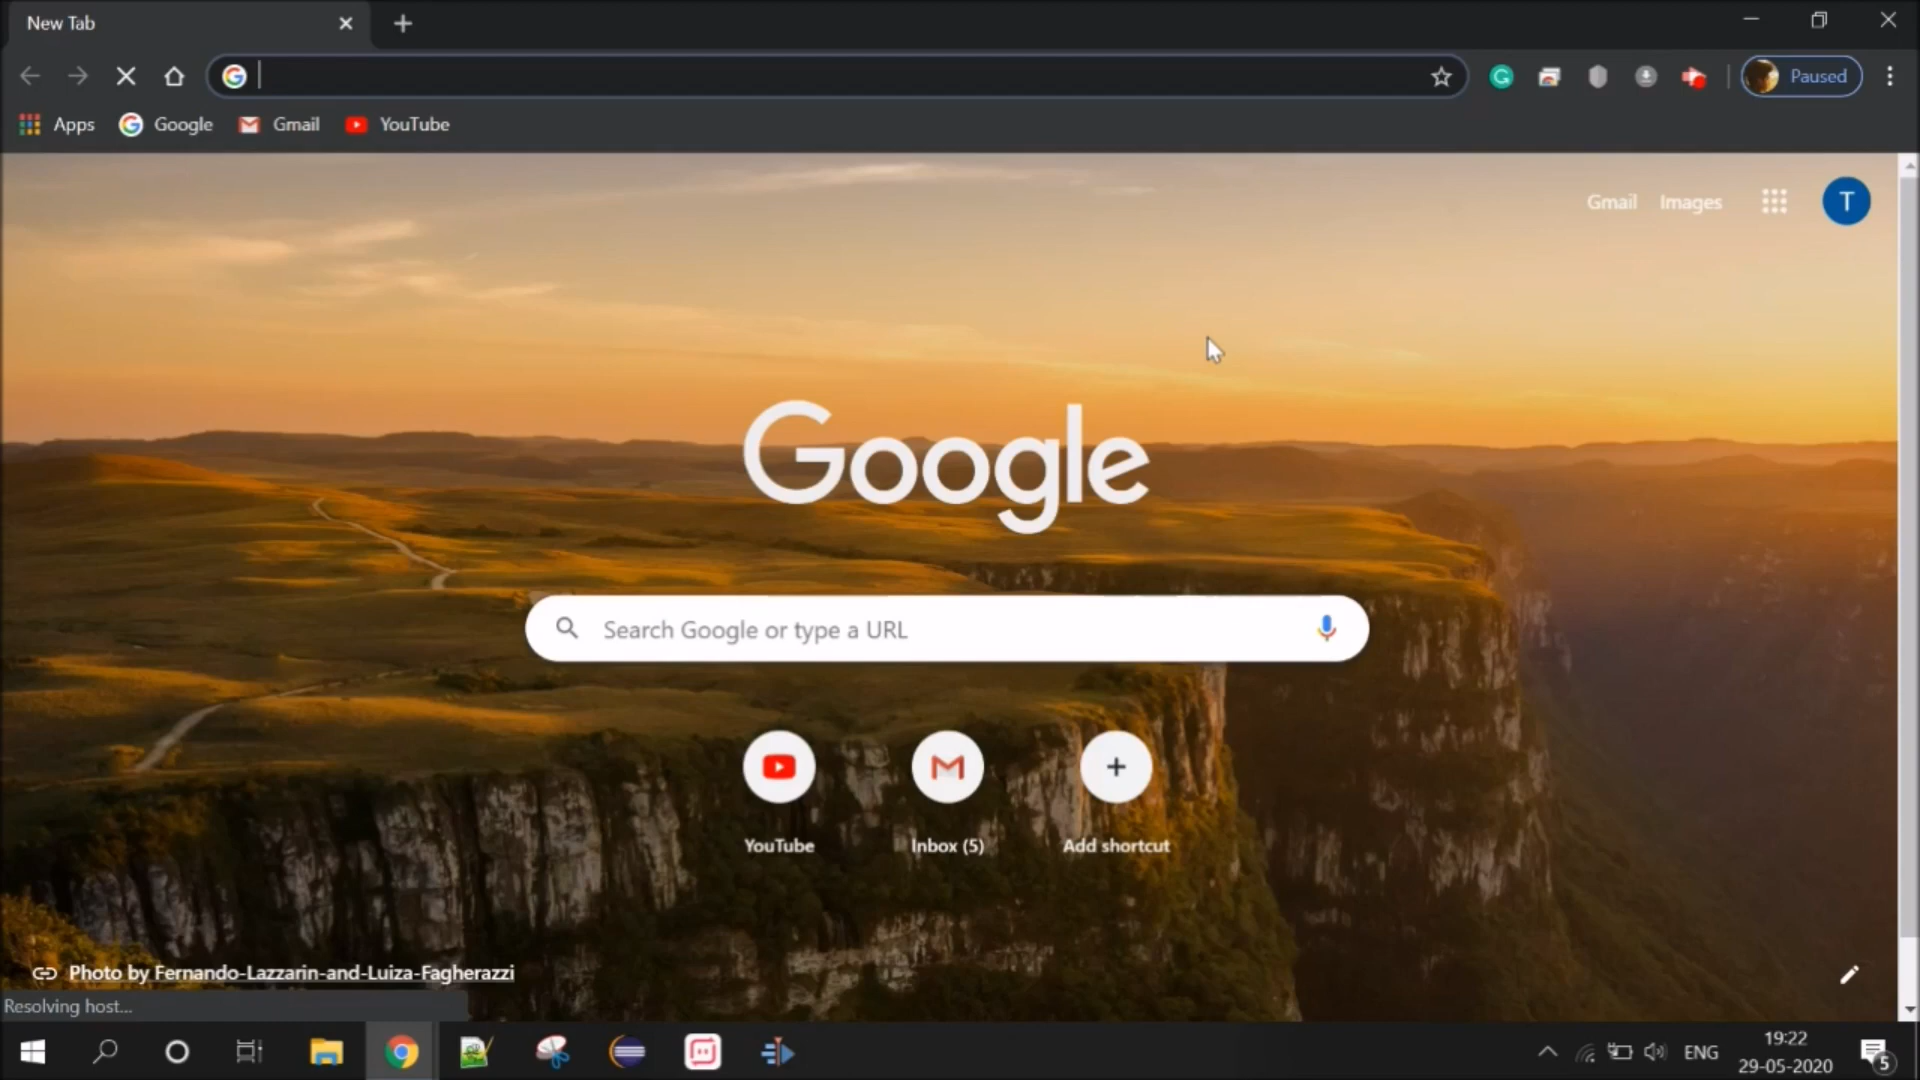 New Tab
Paused
Apps
Google
Gmail
YouTube
Gmail
Images
T
Google
Search Google or type a URL
YouTube
Inbox (5)
Add shortcut
Photo by Fernando-Lazzarin-and-Luiza-Fagherazzi
Resolving host...
ENG
19:22
29-05-2020
5